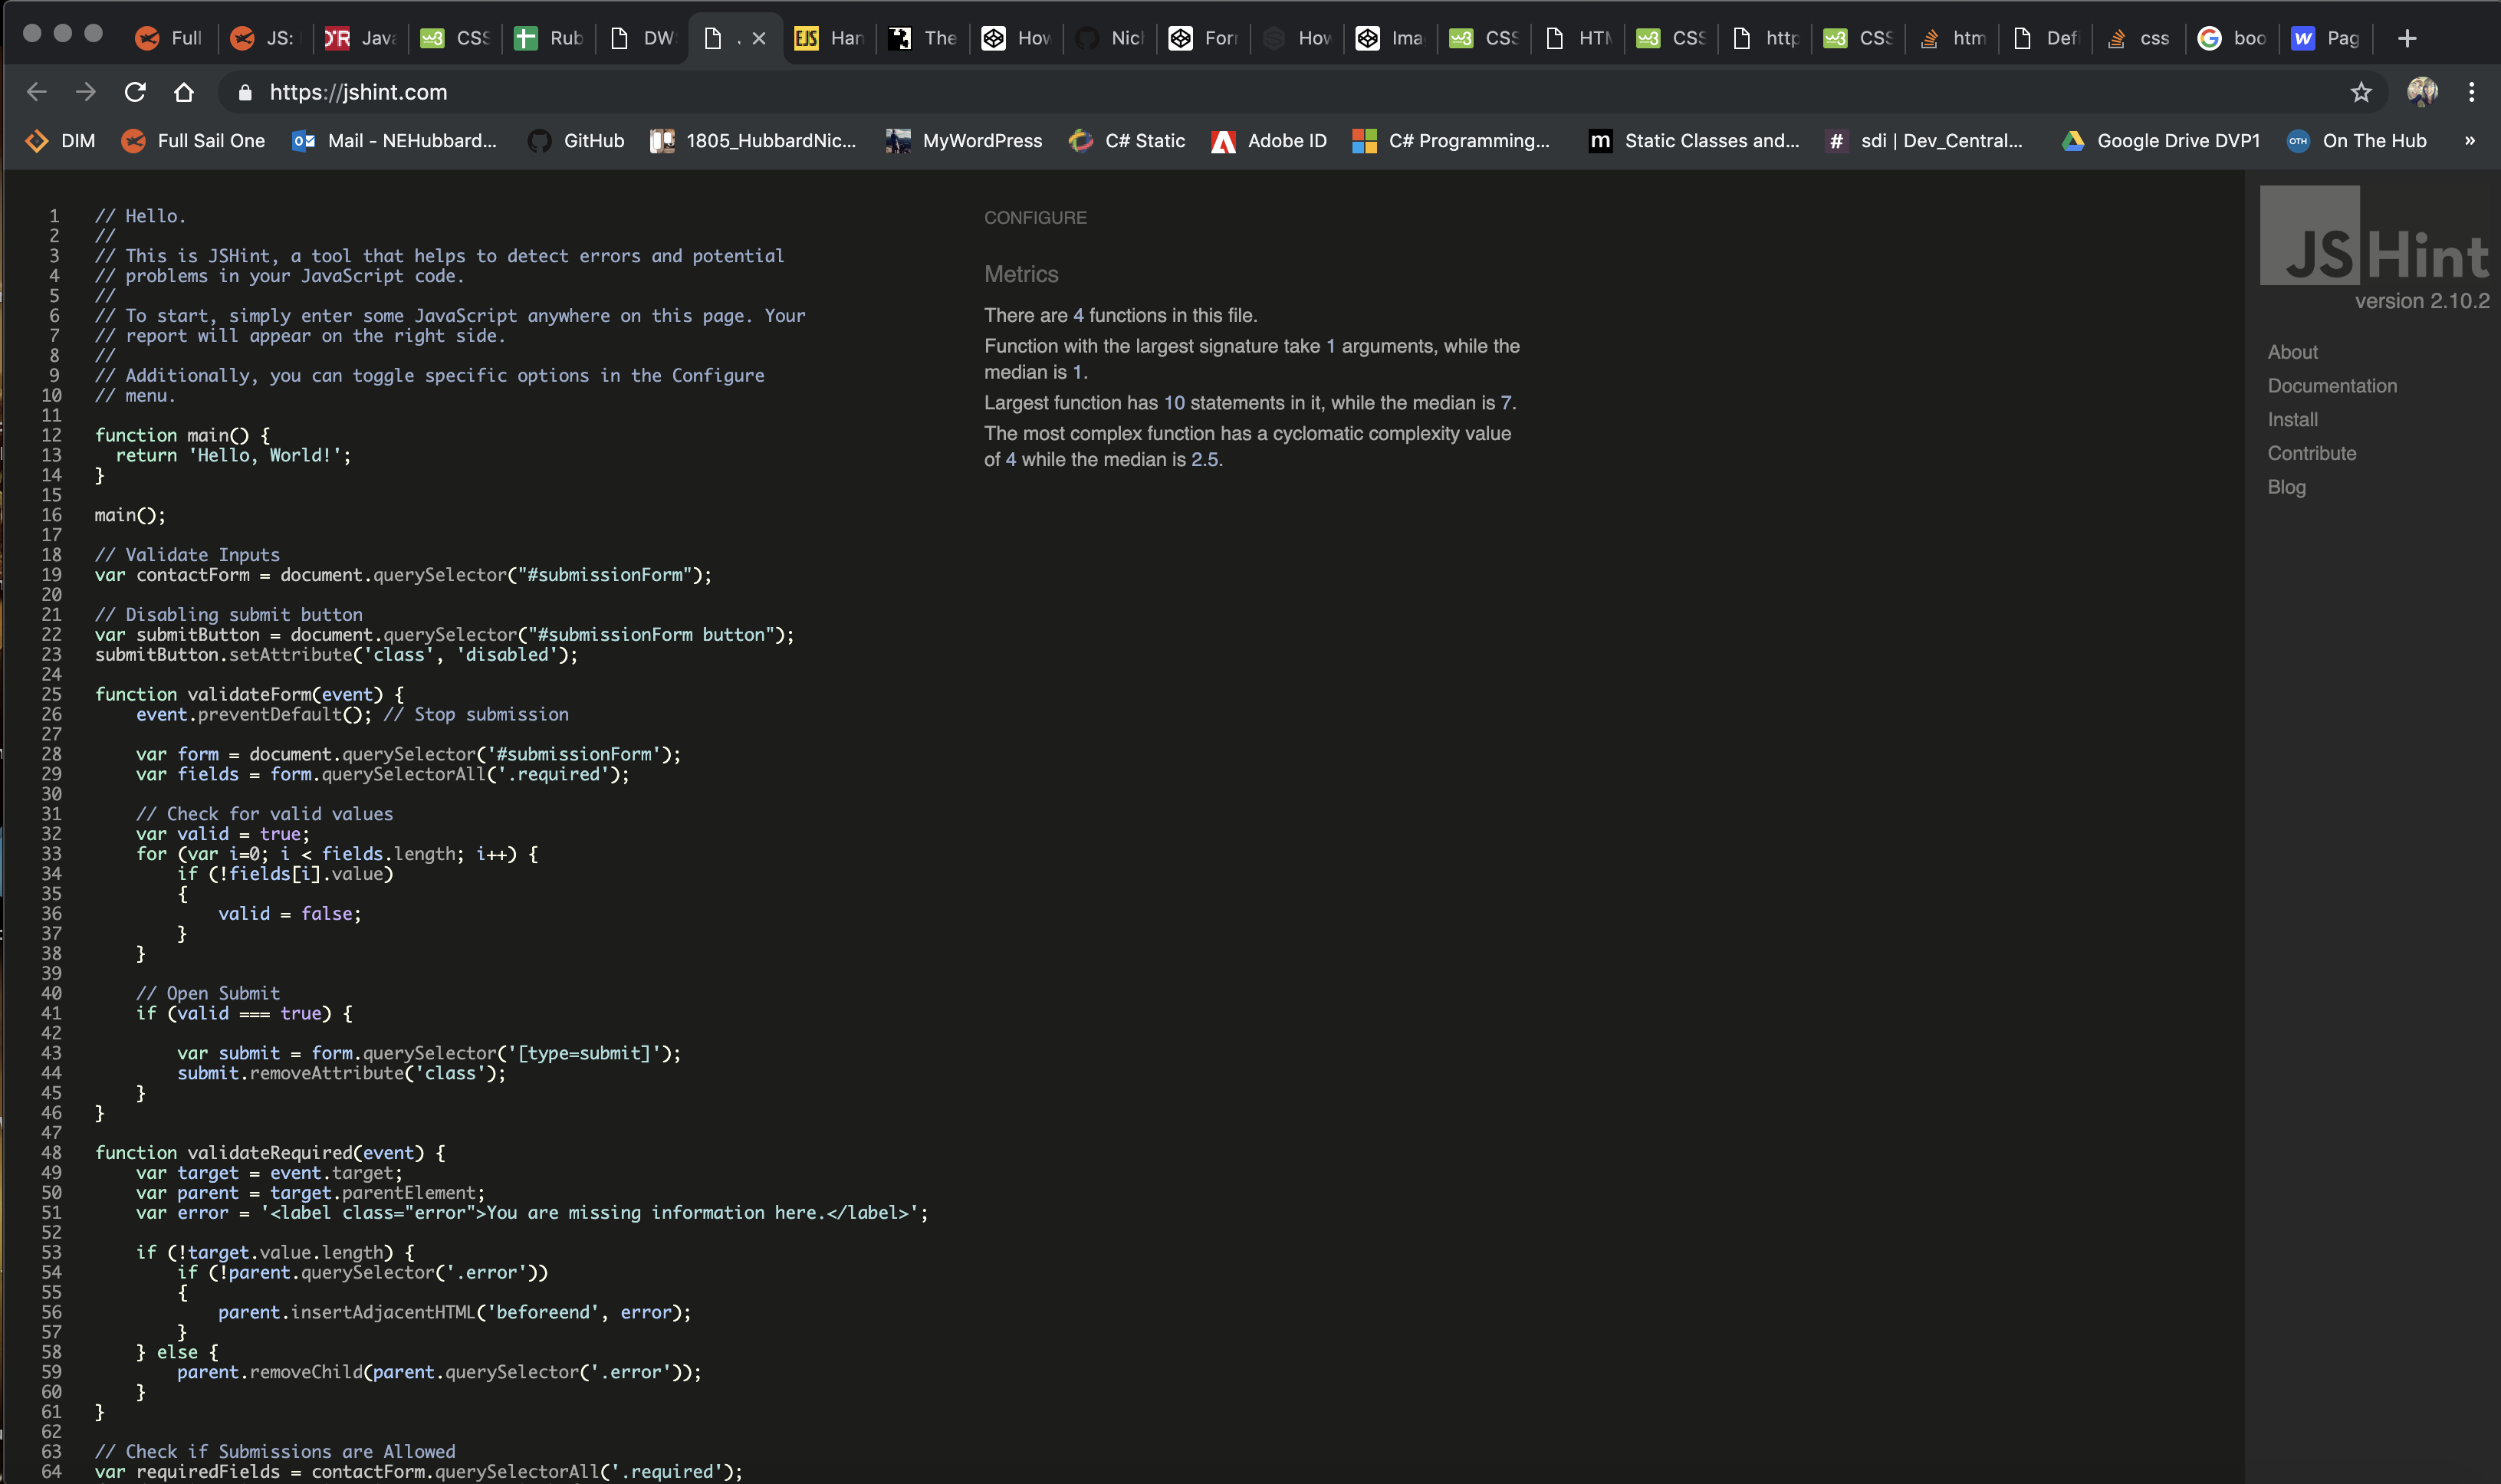 Full JS: Java CSS Rub DW . EJS Han The How Nicl For How Ima CSS HTM CSS http CSS htm Defi css boo Pag
https://jshint.com
DIM Full Sail One Mail - NEHubbard... GitHub 1805_HubbardNic... MyWordPress C# Static Adobe ID C# Programming... m Static Classes and... # sdi | Dev_Central... Google Drive DVP1 OTH On The Hub »
1 // Hello.
2 //
3 // This is JSHint, a tool that helps to detect errors and potential
4 // problems in your JavaScript code.
5 //
6 // To start, simply enter some JavaScript anywhere on this page. Your
7 // report will appear on the right side.
8 //
9 // Additionally, you can toggle specific options in the Configure
10 // menu.
11
12 function main() {
13 return 'Hello, World!';
14 }
15
16 main();
17
18 // Validate Inputs
19 var contactForm = document.querySelector("#submissionForm");
20
21 // Disabling submit button
22 var submitButton = document.querySelector("#submissionForm button");
23 submitButton.setAttribute('class', 'disabled');
24
25 function validateForm(event) {
26 event.preventDefault(); // Stop submission
27
28 var form = document.querySelector('#submissionForm');
29 var fields = form.querySelectorAll('.required');
30
31 // Check for valid values
32 var valid = true;
33 for (var i=0; i < fields.length; i++) {
34 if (!fields[i].value)
35 {
36 valid = false;
37 }
38 }
39
40 // Open Submit
41 if (valid === true) {
42
43 var submit = form.querySelector('[type=submit]');
44 submit.removeAttribute('class');
45 }
46 }
47
48 function validateRequired(event) {
49 var target = event.target;
50 var parent = target.parentElement;
51 var error = '<label class="error">You are missing information here.</label>';
52
53 if (!target.value.length) {
54 if (!parent.querySelector('.error'))
55 {
56 parent.insertAdjacentHTML('beforeend', error);
57 }
58 } else {
59 parent.removeChild(parent.querySelector('.error'));
60 }
61 }
62
63 // Check if Submissions are Allowed
64 var requiredFields = contactForm.querySelectorAll('.required');
CONFIGURE
Metrics
There are 4 functions in this file.
Function with the largest signature take 1 arguments, while the
median is 1.
Largest function has 10 statements in it, while the median is 7.
The most complex function has a cyclomatic complexity value
of 4 while the median is 2.5.
JSHint
version 2.10.2
About
Documentation
Install
Contribute
Blog